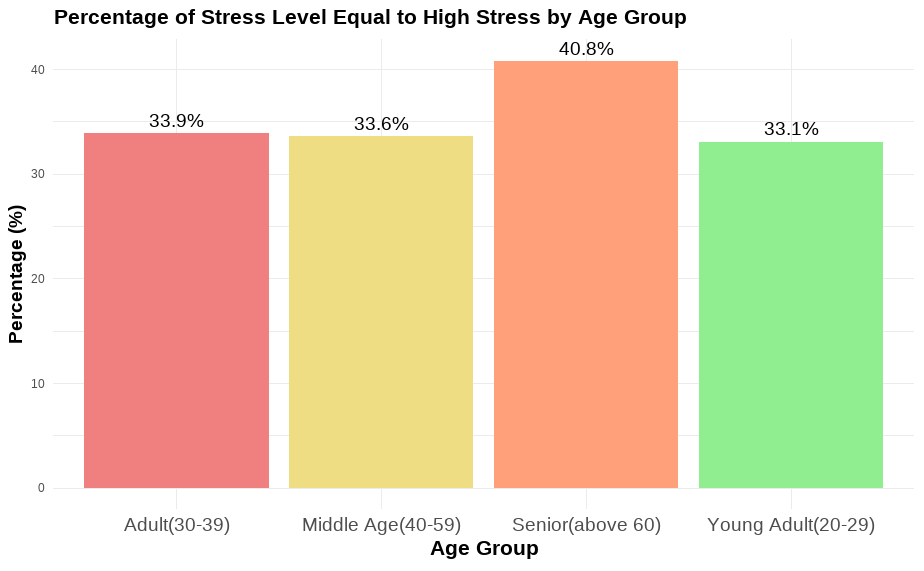 Percentage of Stress Level Equal to High Stress by Age Group
40.8%
40
33.9%
33.6%
33.1%
30
20
10
0
Percentage (%)
Adult(30-39) Middle Age(40-59) Senior(above 60) Young Adult(20-29)
Age Group